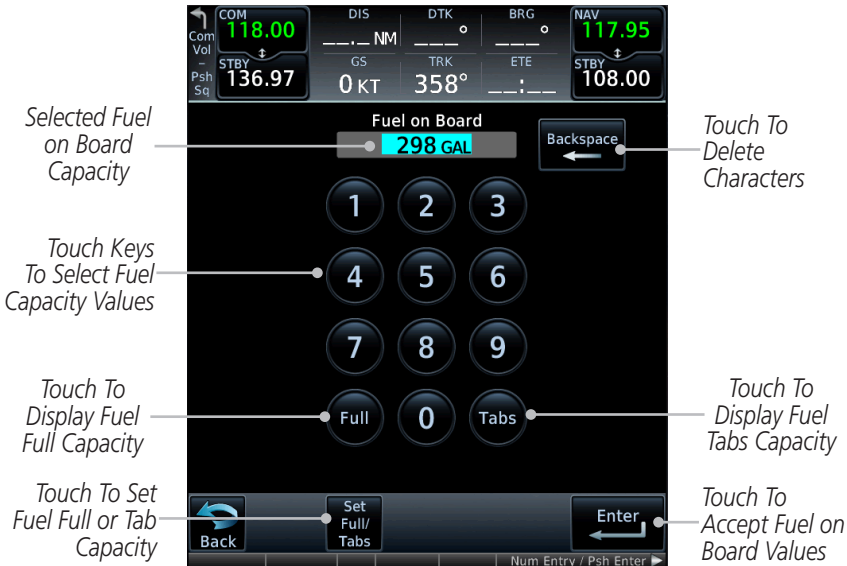 COM
118.00
STBY
136.97
Com
Vol
–
Psh
Sq
DIS
__._ NM
DTK
___°
BRG
___°
GS
0 KT
TRK
358°
ETE
__:__
NAV
117.95
STBY
108.00
Fuel on Board
298 GAL
Backspace
1 2 3
4 5 6
7 8 9
Full 0 Tabs
Back
Set
Full/
Tabs
Enter
Num Entry / Psh Enter
Selected Fuel
on Board
Capacity
Touch Keys
To Select Fuel
Capacity Values
Touch To
Display Fuel
Full Capacity
Touch To Set
Fuel Full or Tab
Capacity
Touch To
Delete
Characters
Touch To
Display Fuel
Tabs Capacity
Touch To
Accept Fuel on
Board Values